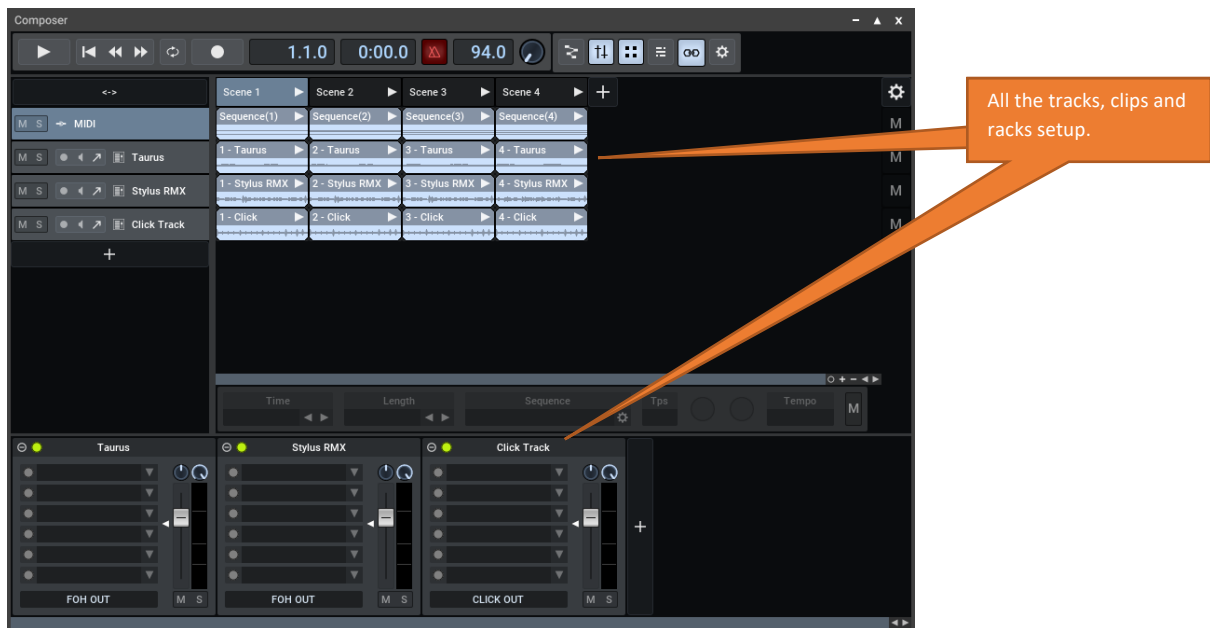 Composer
1.1.0 0:00.0 94.0
<-> Scene 1 Scene 2 Scene 3 Scene 4
M S MIDI Sequence(1) Sequence(2) Sequence(3) Sequence(4) M
M S Taurus 1 - Taurus 2 - Taurus 3 - Taurus 4 - Taurus M
M S Stylus RMX 1 - Stylus RMX 2 - Stylus RMX 3 - Stylus RMX 4 - Stylus RMX M
M S Click Track 1 - Click 2 - Click 3 - Click 4 - Click M
All the tracks, clips and
racks setup.
Time Length Sequence Tps Tempo M
Taurus Stylus RMX Click Track
FOH OUT M S FOH OUT M S CLICK OUT M S